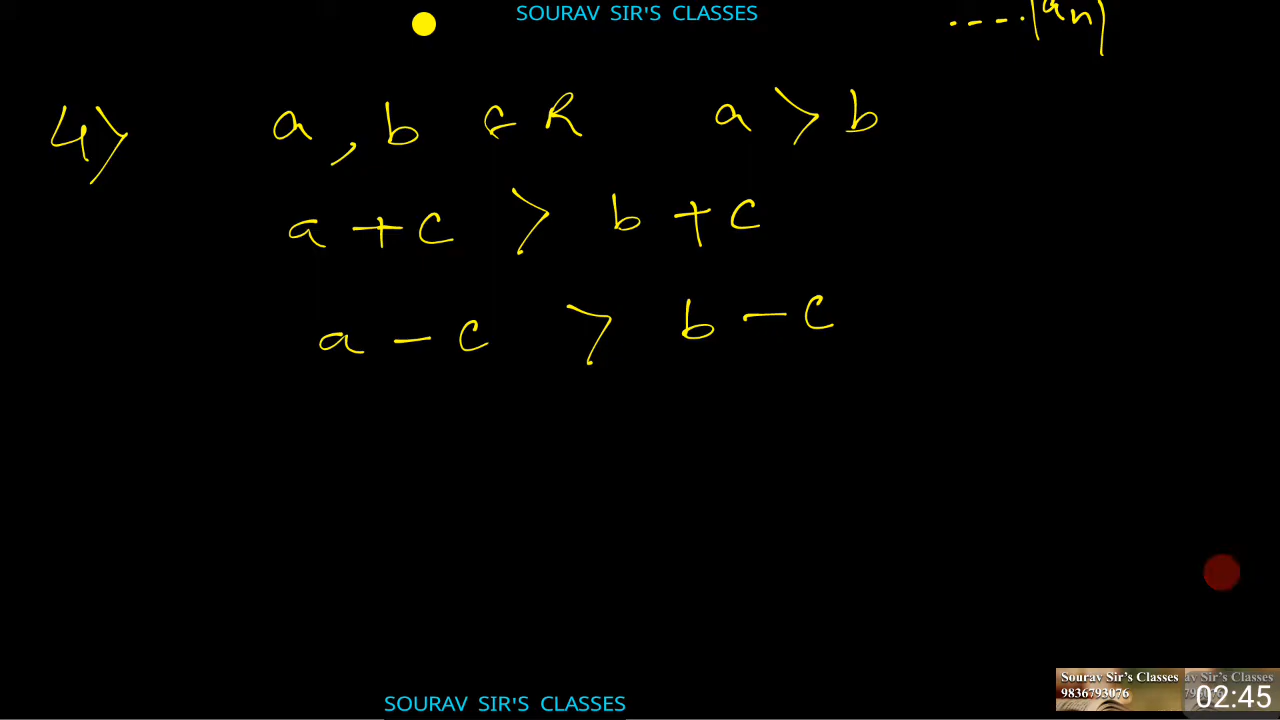 SOURAV SIR'S CLASSES
....|an|
4> a, b ∈ R a > b
a + c > b + c
a - c > b - c
Sourav Sir's Classes
9836793076
02:45
SOURAV SIR'S CLASSES